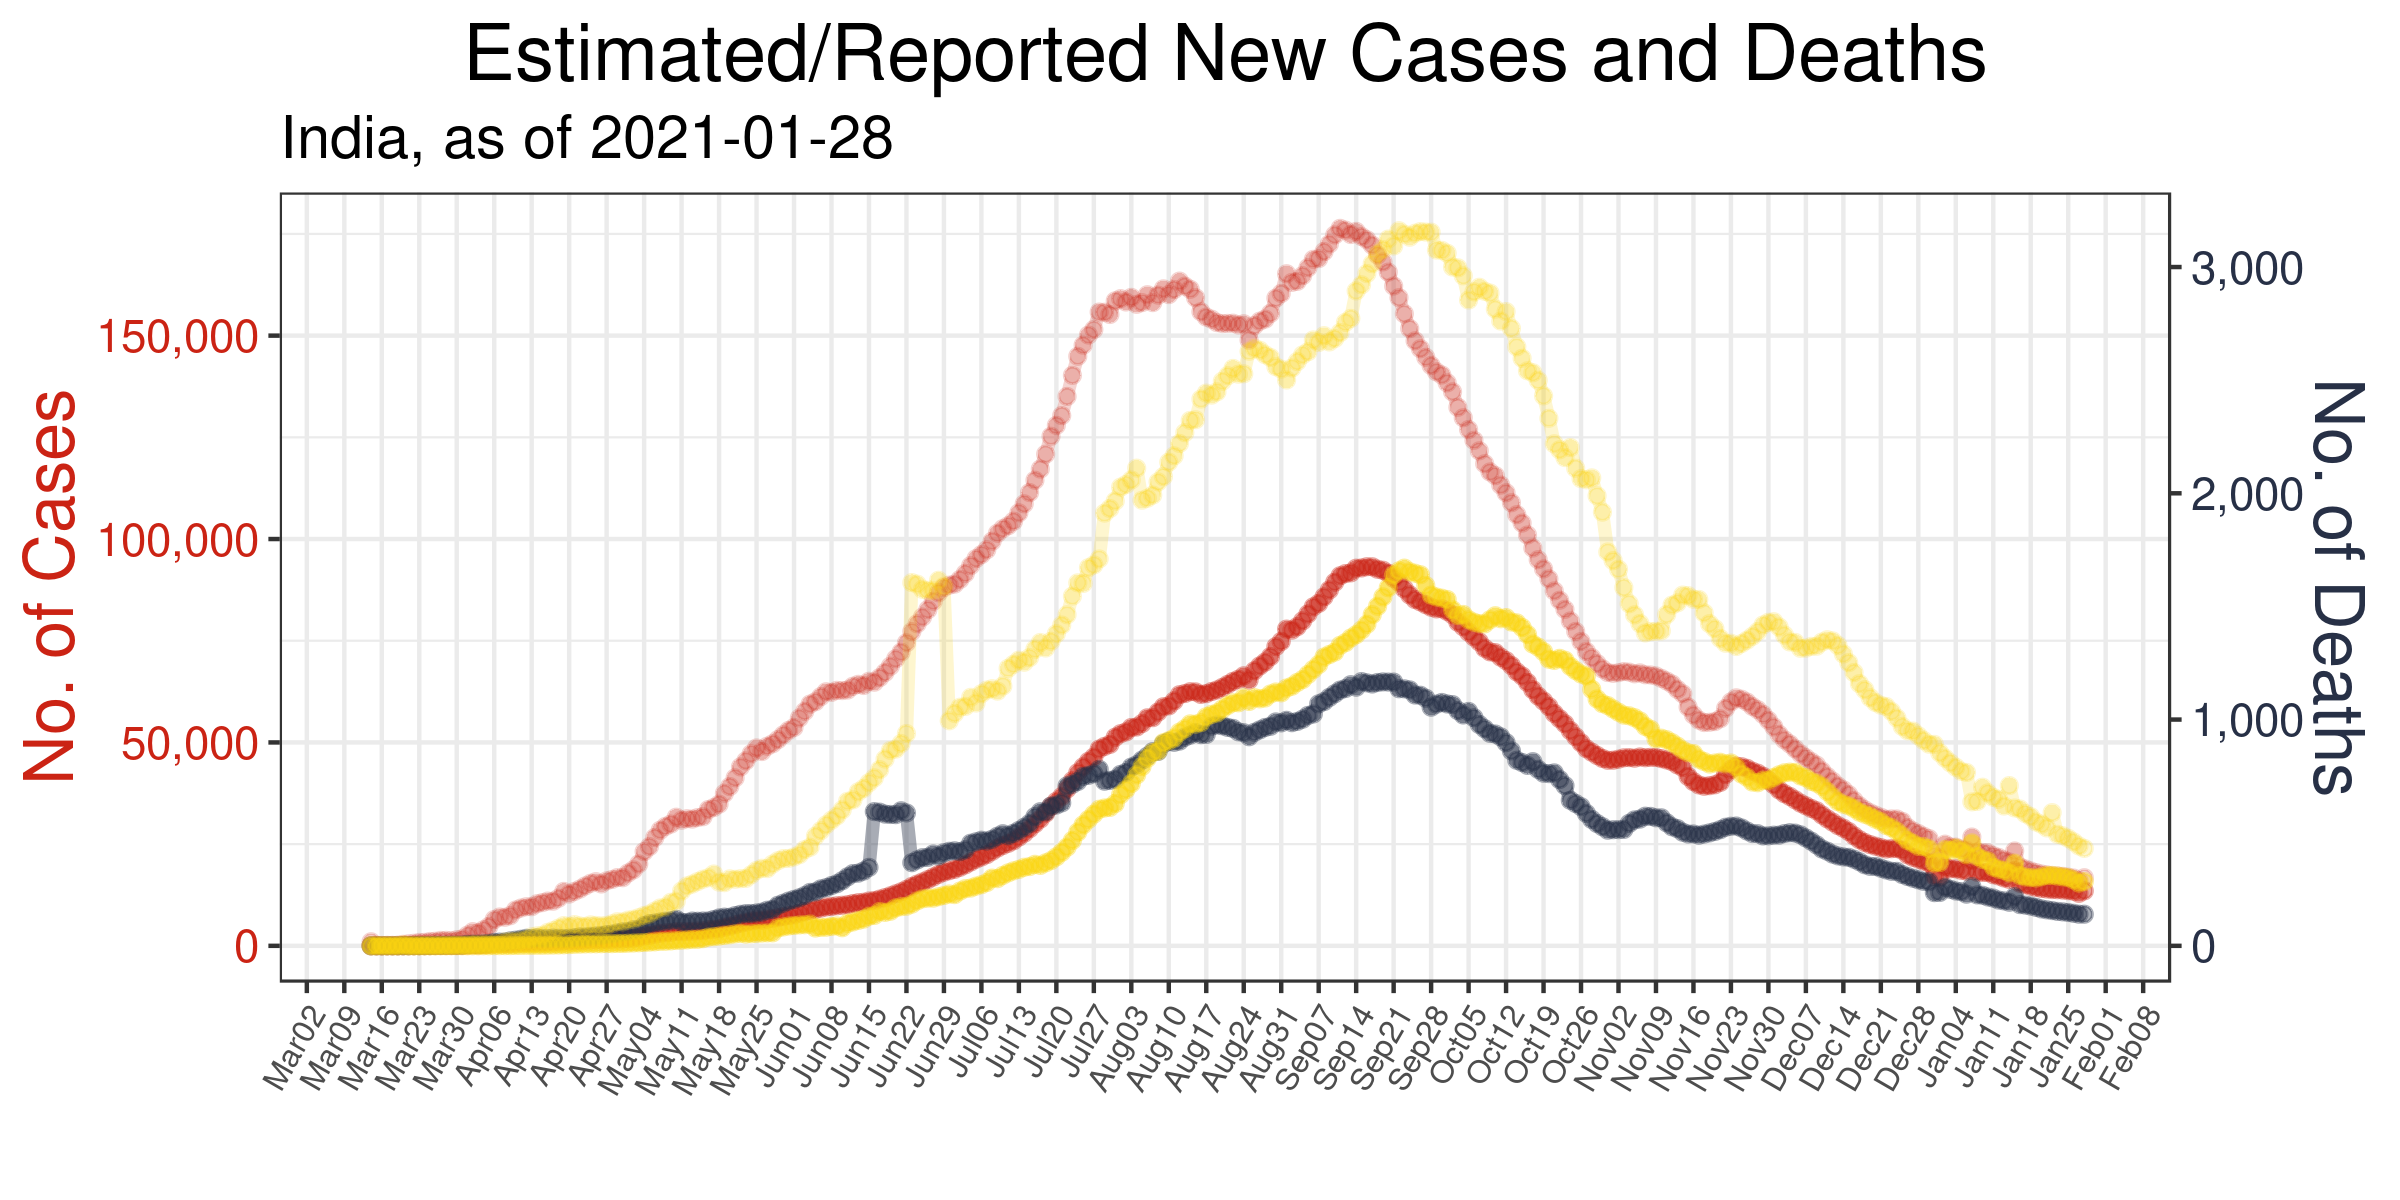 Estimated/Reported New Cases and Deaths
India, as of 2021-01-28
No. of Cases
150,000
100,000
50,000
0
3,000
2,000
1,000
0
No. of Deaths
Mar02
Mar09
Mar16
Mar23
Mar30
Apr06
Apr13
Apr20
Apr27
May04
May11
May18
May25
Jun01
Jun08
Jun15
Jun22
Jun29
Jul06
Jul13
Jul20
Jul27
Aug03
Aug10
Aug17
Aug24
Aug31
Sep07
Sep14
Sep21
Sep28
Oct05
Oct12
Oct19
Oct26
Nov02
Nov09
Nov16
Nov23
Nov30
Dec07
Dec14
Dec21
Dec28
Jan04
Jan11
Jan18
Jan25
Feb01
Feb08